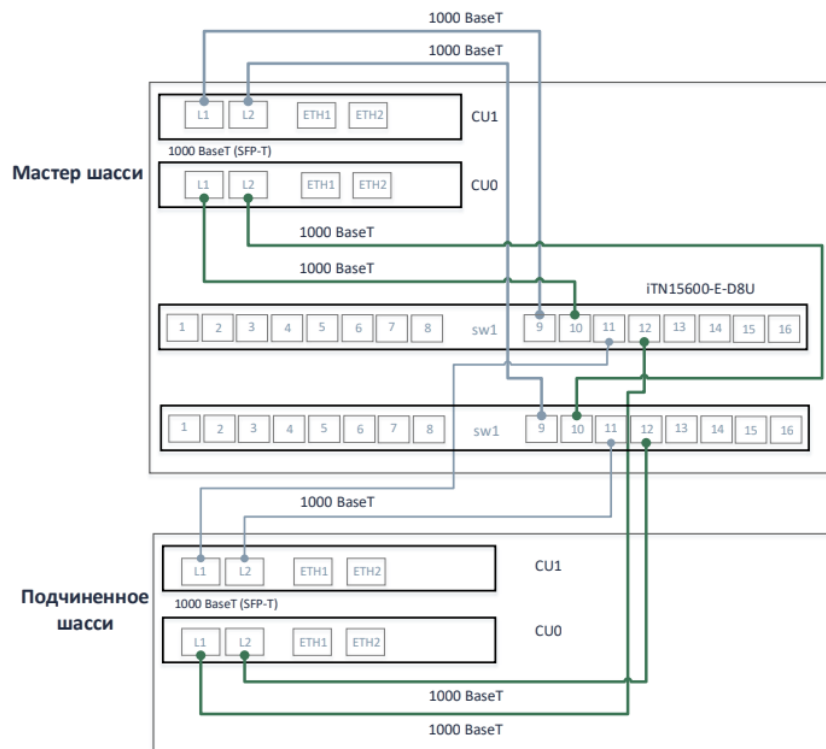 1000 BaseT
1000 BaseT
L1 L2 ETH1 ETH2 CU1
1000 BaseT (SFP-T)
Мастер шасси
L1 L2 ETH1 ETH2 CU0
1000 BaseT
1000 BaseT
iTN15600-E-D8U
1 2 3 4 5 6 7 8 sw1 9 10 11 12 13 14 15 16
1 2 3 4 5 6 7 8 sw1 9 10 11 12 13 14 15 16
1000 BaseT
L1 L2 ETH1 ETH2 CU1
Подчиненное
шасси
1000 BaseT (SFP-T)
L1 L2 ETH1 ETH2 CU0
1000 BaseT
1000 BaseT